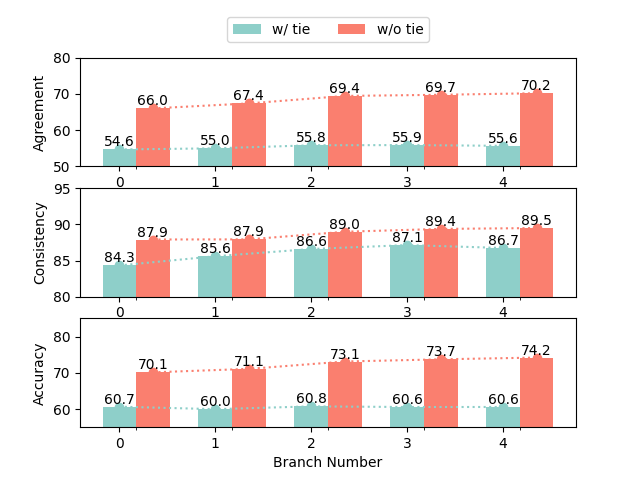 w/ tie w/o tie
80
70
60
50
Agreement
54.6 66.0 55.0 67.4 55.8 69.4 55.9 69.7 55.6 70.2
0 1 2 3 4
95
90
85
80
Consistency
84.3 87.9 85.6 87.9 86.6 89.0 87.1 89.4 86.7 89.5
0 1 2 3 4
80
70
60
Accuracy
60.7 70.1 60.0 71.1 60.8 73.1 60.6 73.7 60.6 74.2
0 1 2 3 4
Branch Number